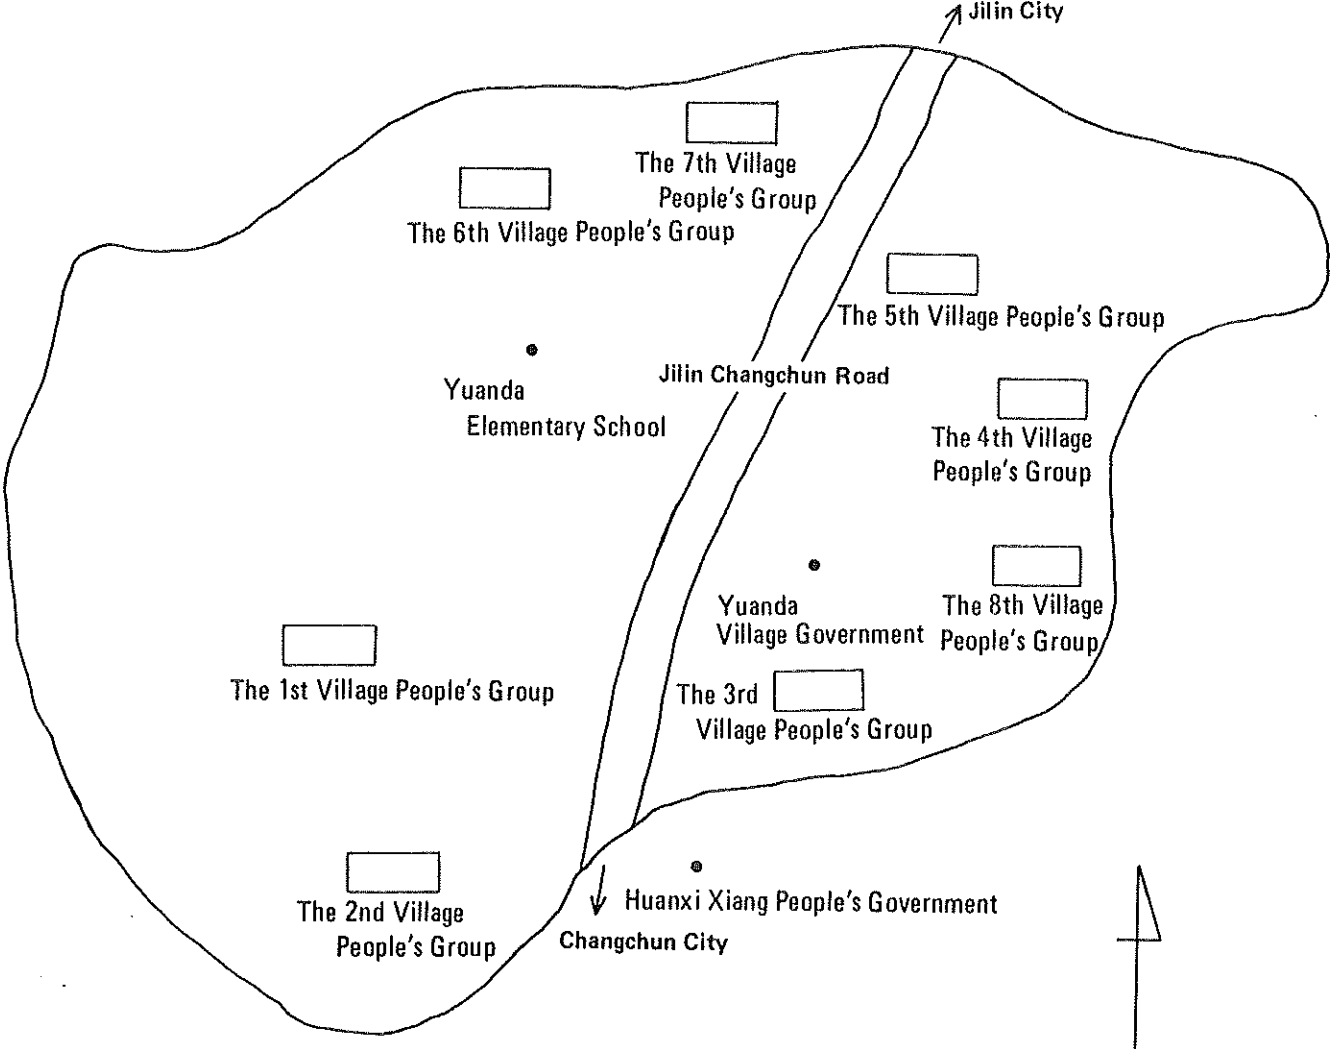 Jilin City
The 7th Village
People's Group
The 6th Village People's Group
The 5th Village People's Group
Jilin Changchun Road
Yuanda
Elementary School
The 4th Village
People's Group
Yuanda
Village Government
The 8th Village
People's Group
The 1st Village People's Group
The 3rd
Village People's Group
The 2nd Village
People's Group
Huanxi Xiang People's Government
Changchun City